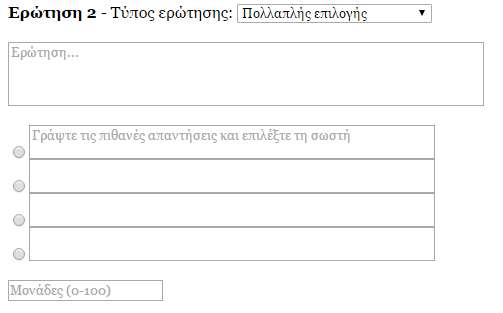 Ερώτηση 2 - Τύπος ερώτησης: Πολλαπλής επιλογής
Ερώτηση...
Γράψτε τις πιθανές απαντήσεις και επιλέξτε τη σωστή
Μονάδες (0-100)